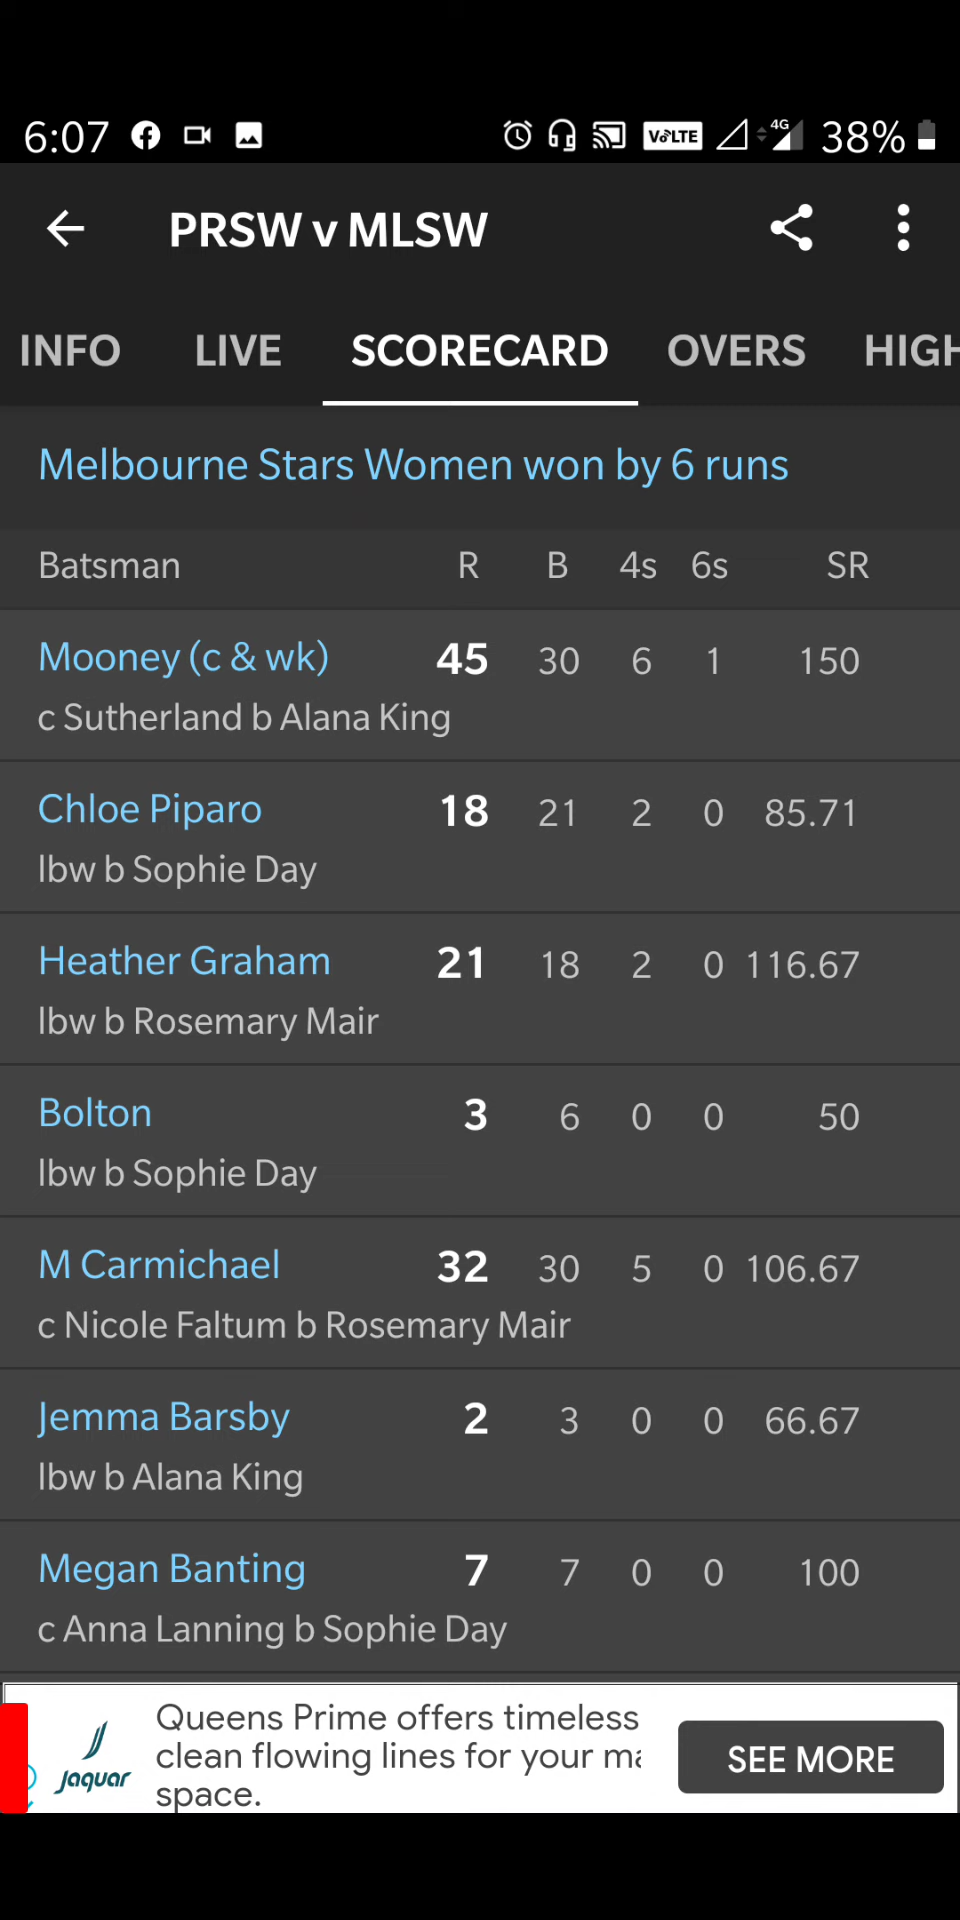 6:07 VoLTE 4G 38%
PRSW v MLSW
INFO LIVE SCORECARD OVERS HIGH
Melbourne Stars Women won by 6 runs
Batsman R B 4s 6s SR
Mooney (c & wk) 45 30 6 1 150
c Sutherland b Alana King
Chloe Piparo 18 21 2 0 85.71
lbw b Sophie Day
Heather Graham 21 18 2 0 116.67
lbw b Rosemary Mair
Bolton 3 6 0 0 50
lbw b Sophie Day
M Carmichael 32 30 5 0 106.67
c Nicole Faltum b Rosemary Mair
Jemma Barsby 2 3 0 0 66.67
lbw b Alana King
Megan Banting 7 7 0 0 100
c Anna Lanning b Sophie Day
Queens Prime offers timeless
clean flowing lines for your ma
space.
Jaquar
SEE MORE